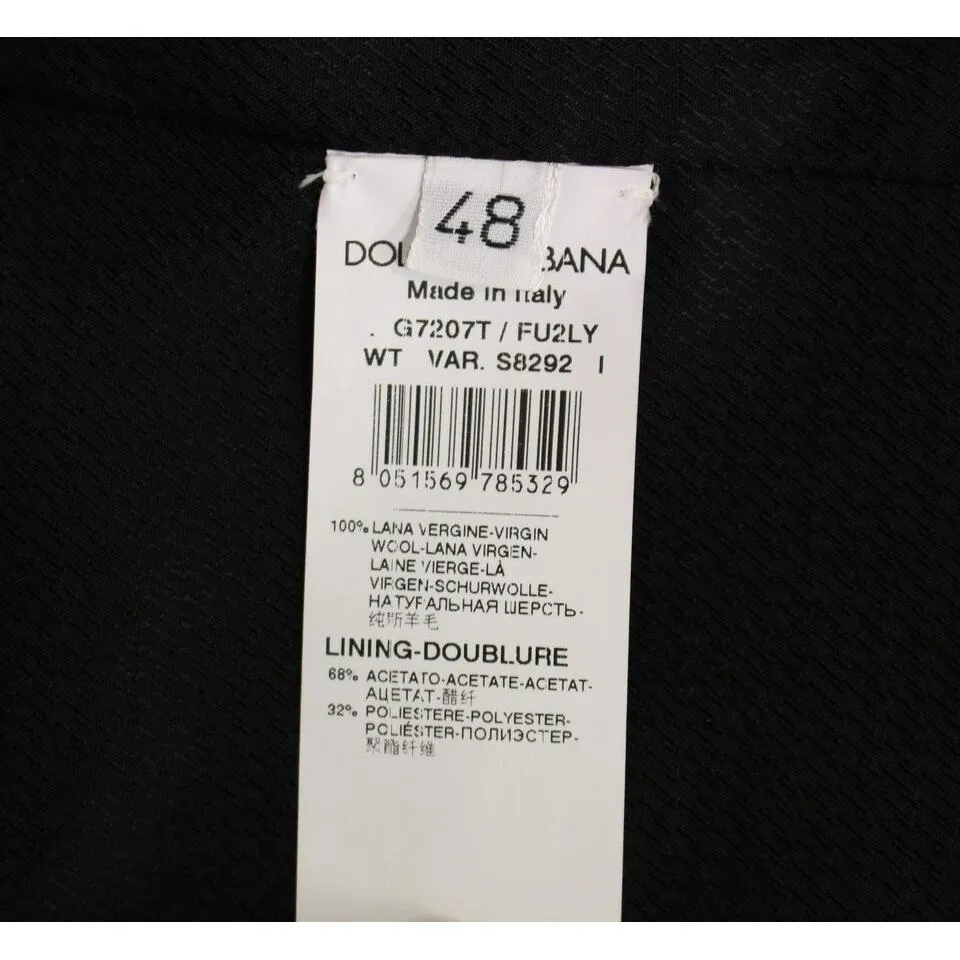 48
DOL BANA
Made in Italy
. G7207T / FU2LY
WT VAR. S8292 I
8 051569 785329
100% LANA VERGINE-VIRGIN
WOOL-LANA VIRGEN-
LAINE VIERGE-LÀ
VIRGEN-SCHURWOLLE-
НАТУРАЛЬНАЯ ШЕРСТЬ-
纯新羊毛
LINING-DOUBLURE
68% ACETATO-ACETATE-ACETAT-
АЦЕТАТ-醋纤
32% POLIESTERE-POLYESTER-
POLIÉSTER-ПОЛИЭСТЕР-
聚酯纤维